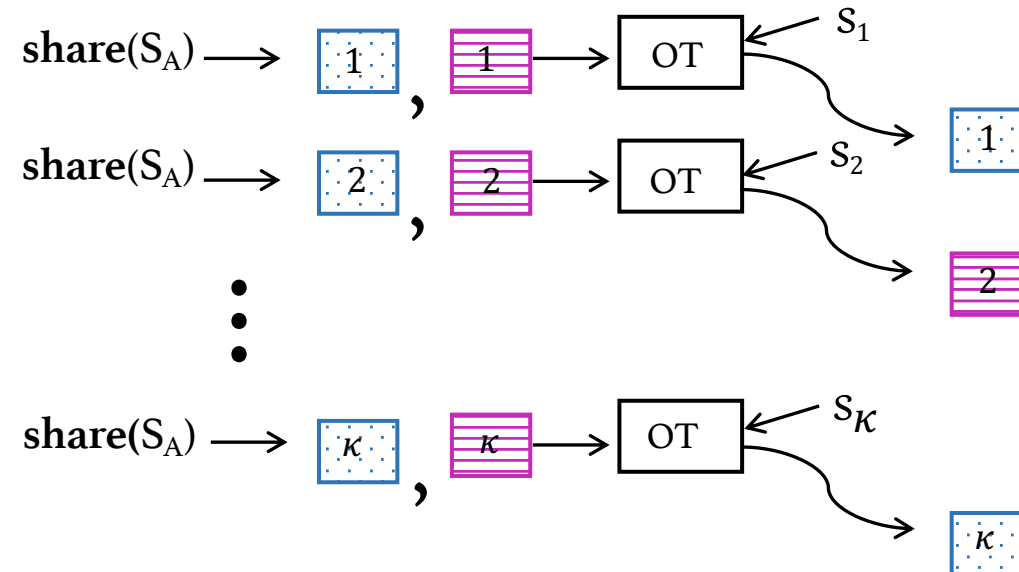 share(S_A) 1 , 1 OT s_1
1
share(S_A) 2 , 2 OT s_2
2
share(S_A) κ , κ OT s_κ
κ